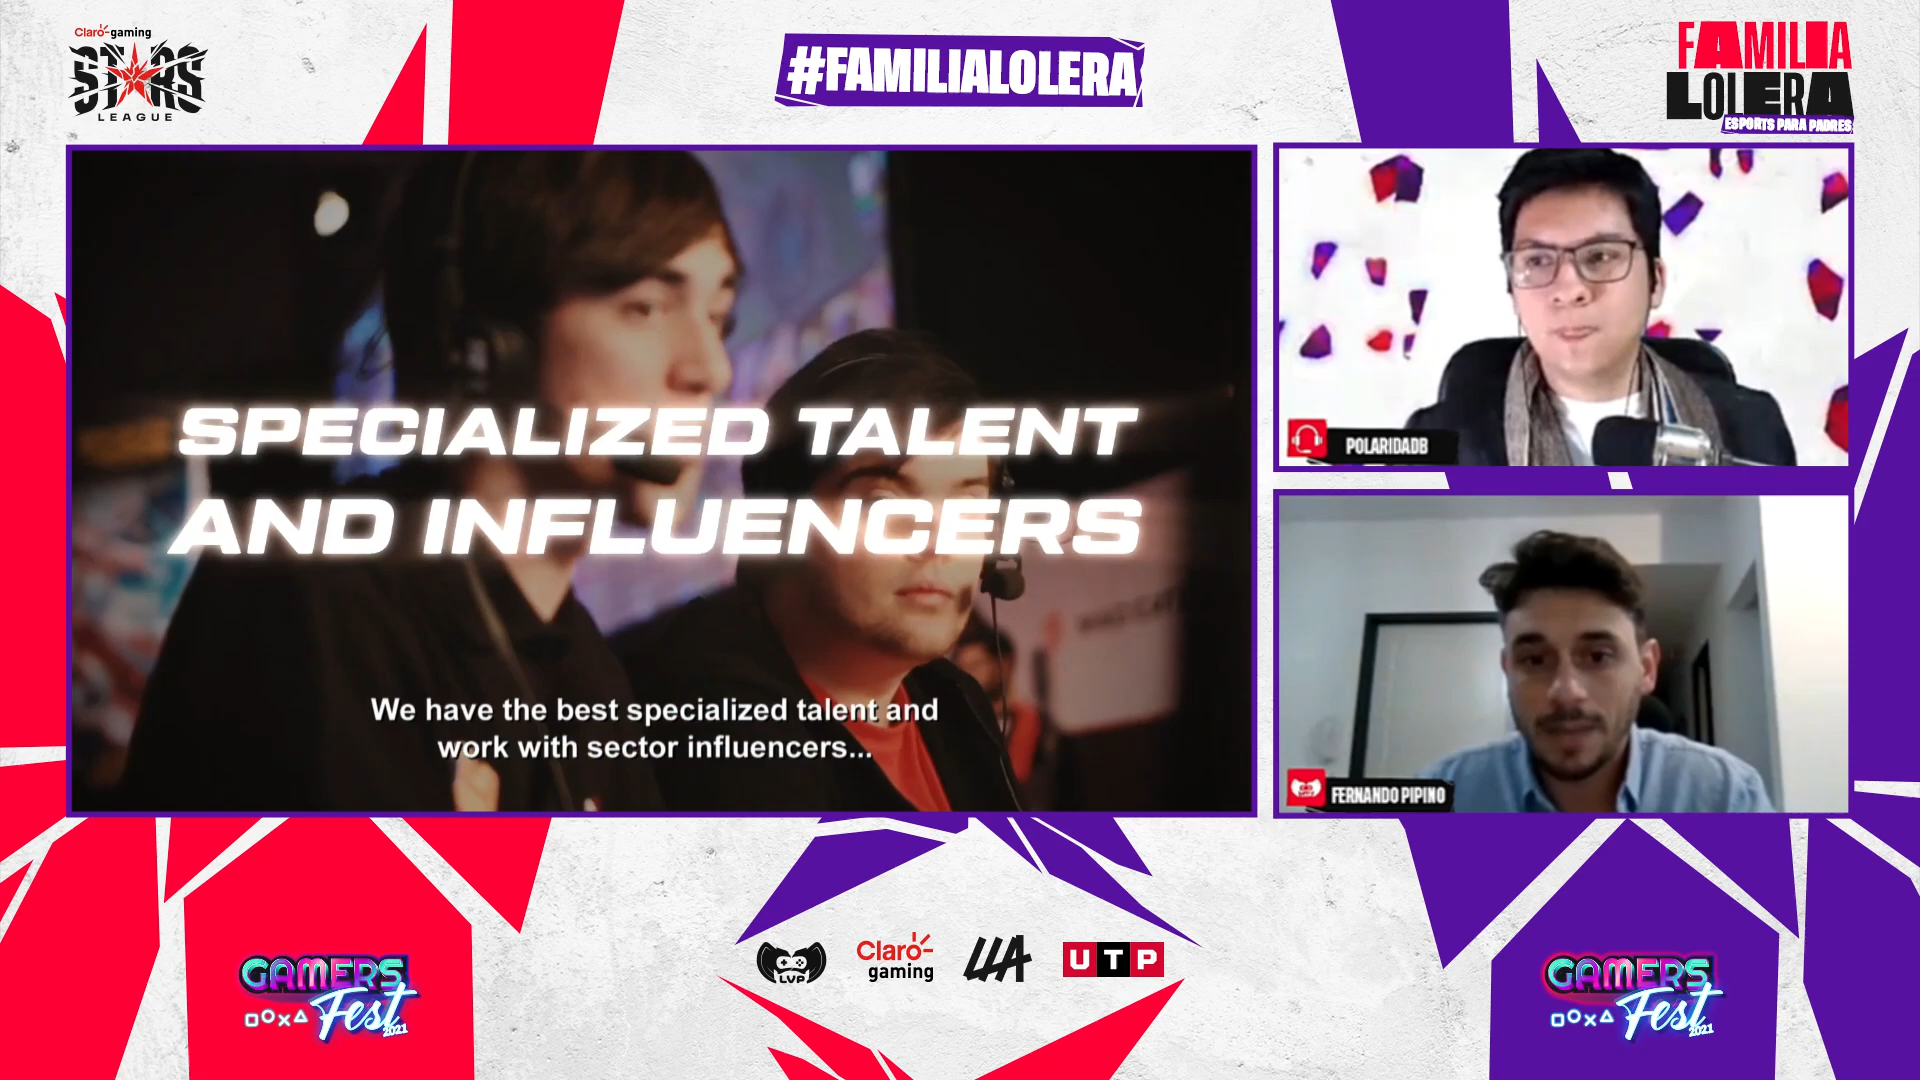 Claro-gaming
STARS
LEAGUE
#FAMILIALOLERA
FAMILIA
LOLERA
ESPORTS PARA PADRES
SPECIALIZED TALENT
AND INFLUENCERS
We have the best specialized talent and
work with sector influencers...
POLARIDADB
FERNANDO PIPINO
LVP
Claro-
gaming
LLA
UTP
GAMERS
Fest
2021
GAMERS
Fest
2021